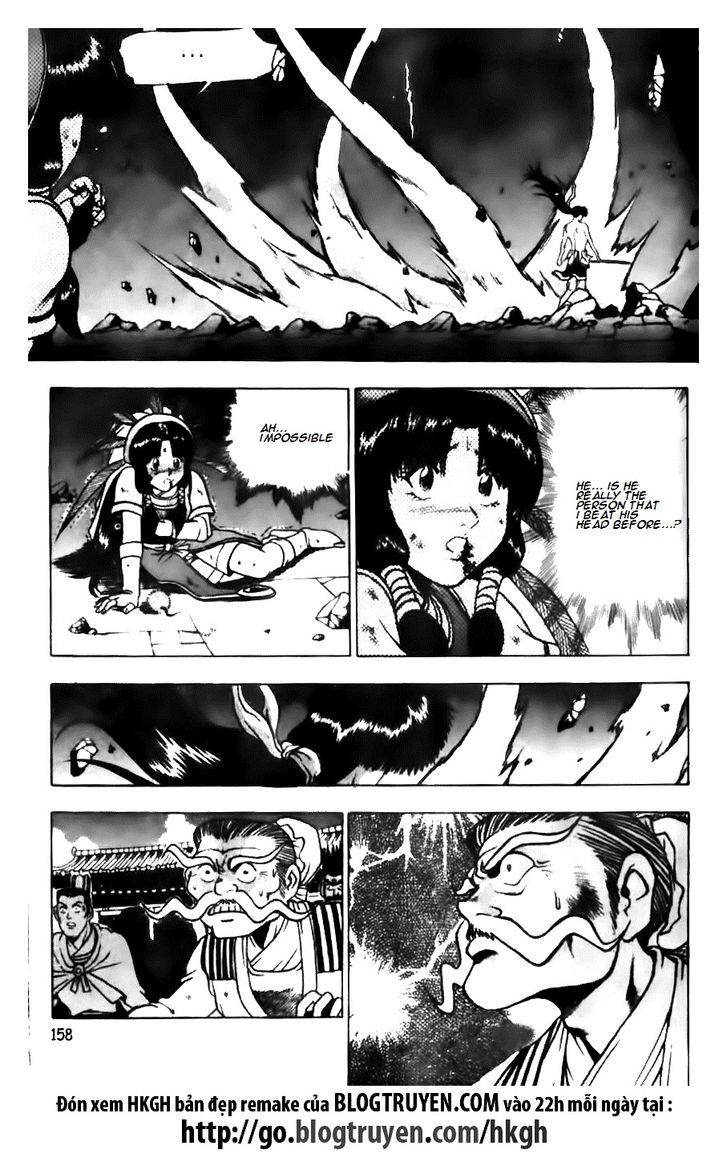 ...
AH...
IMPOSSIBLE
HE... IS HE
REALLY THE
PERSON THAT
I BEAT HIS
HEAD BEFORE...?
158
Đón xem HKGH bản đẹp remake của BLOGTRUYEN.COM vào 22h mỗi ngày tại :
http://go.blogtruyen.com/hkgh